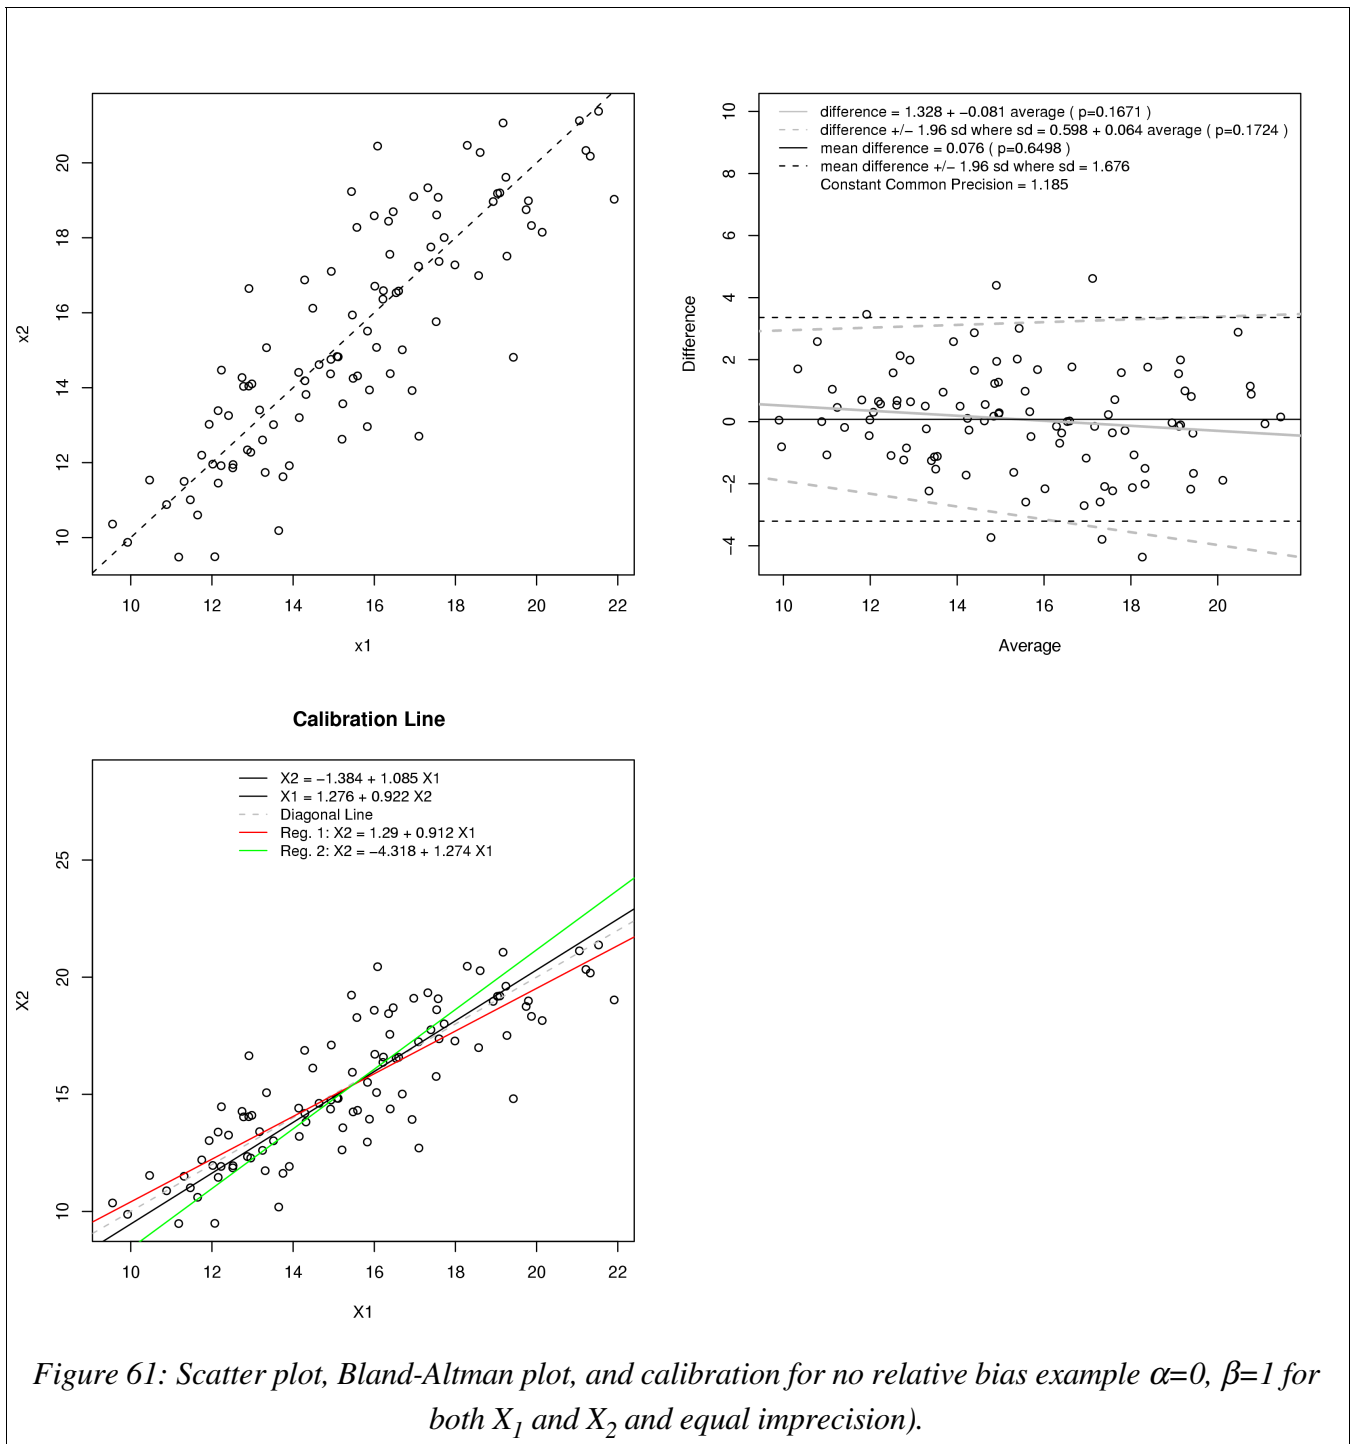 20
18
16
14
12
10
x2
10 12 14 16 18 20 22
x1
difference = 1.328 + −0.081 average ( p=0.1671 )
difference +/− 1.96 sd where sd = 0.598 + 0.064 average ( p=0.1724 )
mean difference = 0.076 ( p=0.6498 )
mean difference +/− 1.96 sd where sd = 1.676
Constant Common Precision = 1.185
10
8
6
4
2
0
−2
−4
Difference
10 12 14 16 18 20
Average
Calibration Line
X2 = −1.384 + 1.085 X1
X1 = 1.276 + 0.922 X2
Diagonal Line
Reg. 1: X2 = 1.29 + 0.912 X1
Reg. 2: X2 = −4.318 + 1.274 X1
25
20
15
10
X2
10 12 14 16 18 20 22
X1
Figure 61: Scatter plot, Bland-Altman plot, and calibration for no relative bias example α=0, β=1 for
both X1 and X2 and equal imprecision).